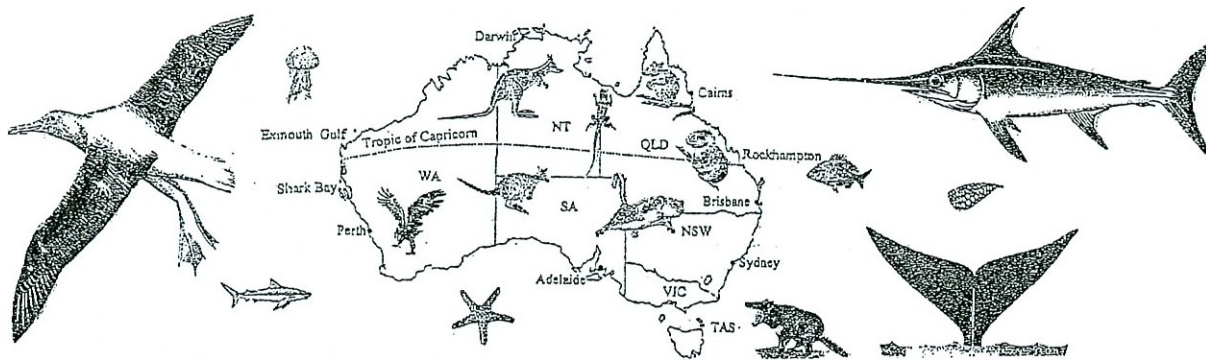 Darwin
Cairns
Exmouth Gulf
Tropic of Capricorn
NT
QLD
Rockhampton
Shark Bay
WA
SA
Brisbane
Perth
NSW
Adelaide
Sydney
VIC
TAS